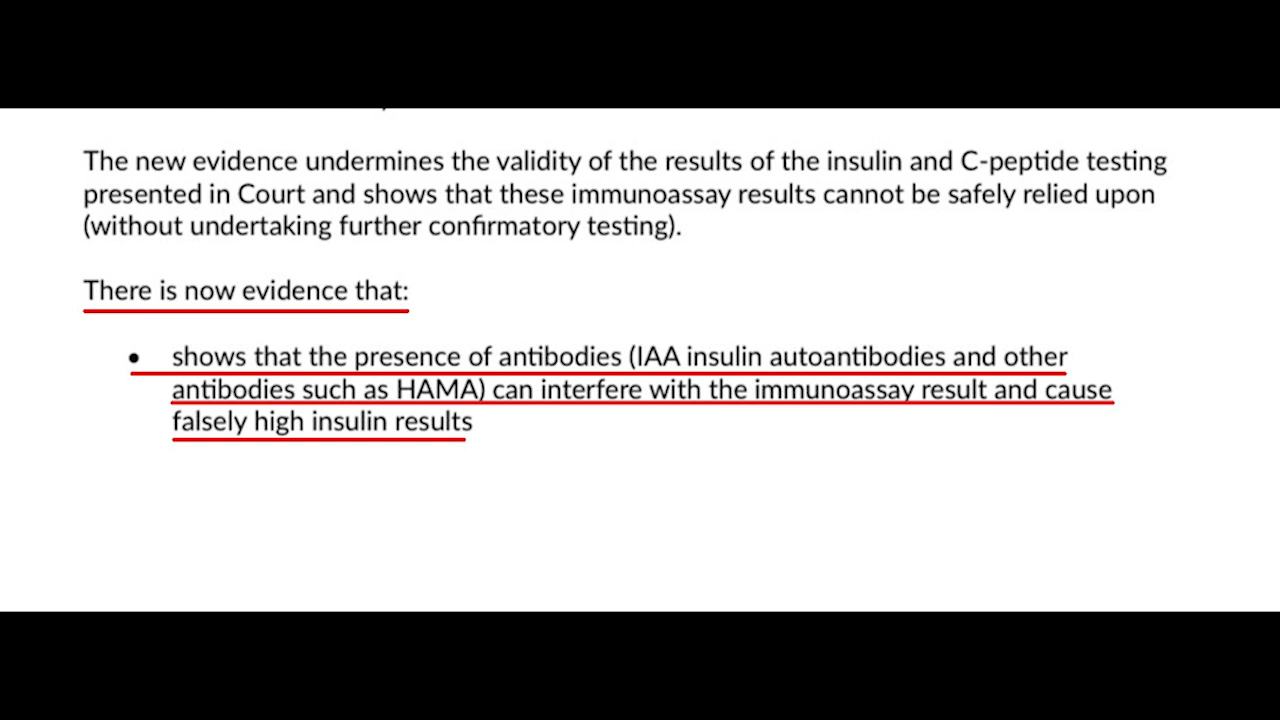 The new evidence undermines the validity of the results of the insulin and C-peptide testing
presented in Court and shows that these immunoassay results cannot be safely relied upon
(without undertaking further confirmatory testing).
There is now evidence that:
• shows that the presence of antibodies (IAA insulin autoantibodies and other
antibodies such as HAMA) can interfere with the immunoassay result and cause
falsely high insulin results